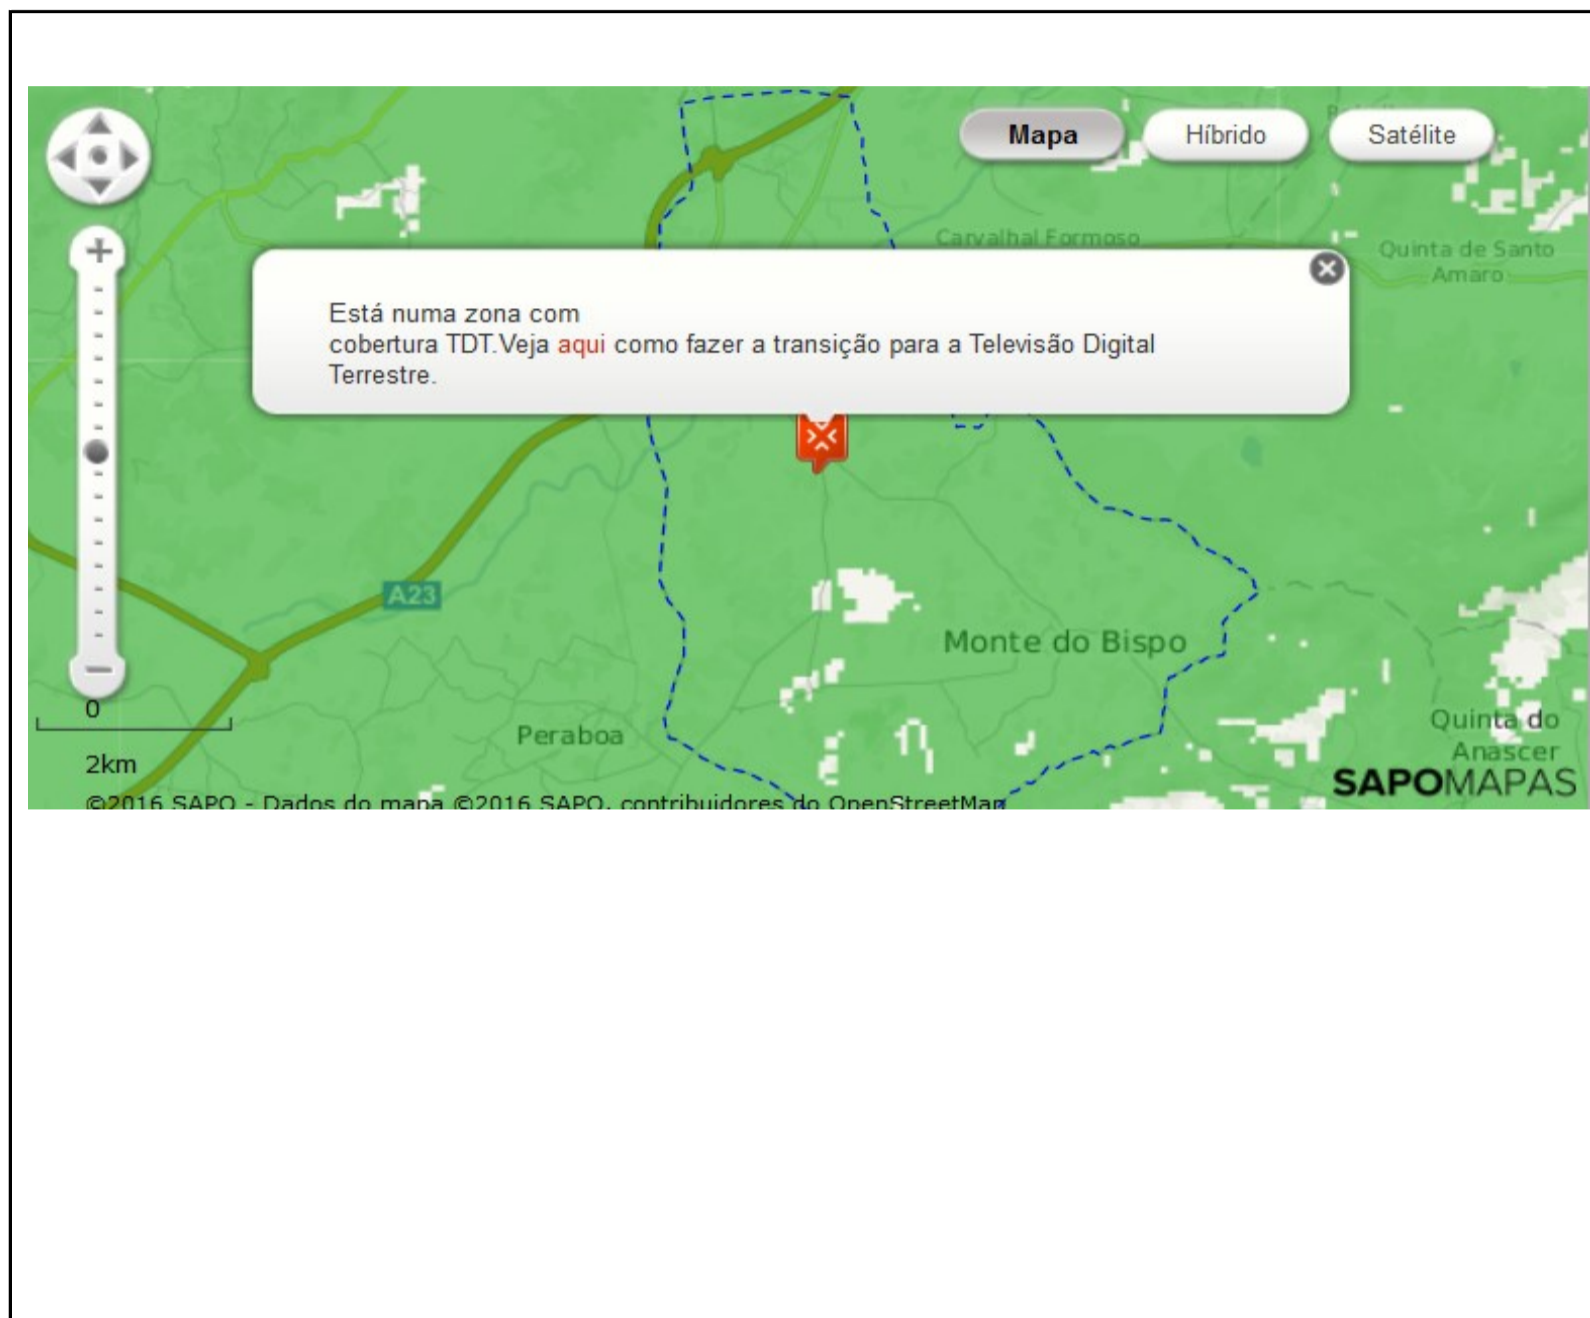 Mapa
Híbrido
Satélite
Carvalhal Formoso
Quinta de Santo
Amaro
Está numa zona com
cobertura TDT.Veja aqui como fazer a transição para a Televisão Digital
Terrestre.
A23
Monte do Bispo
0
2km
Peraboa
Quinta do
Anascer
SAPOMAPAS
©2016 SAPO - Dados do mapa ©2016 SAPO, contribuidores do OpenStreetMap